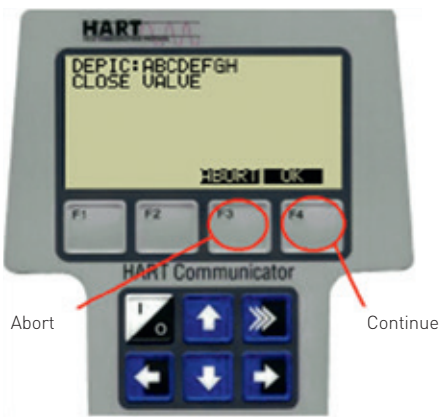 HART
DEPIC:ABCDEFGH
CLOSE VALVE
ABORT OK
F1 F2 F3 F4
HART Communicator
I O
Abort
Continue